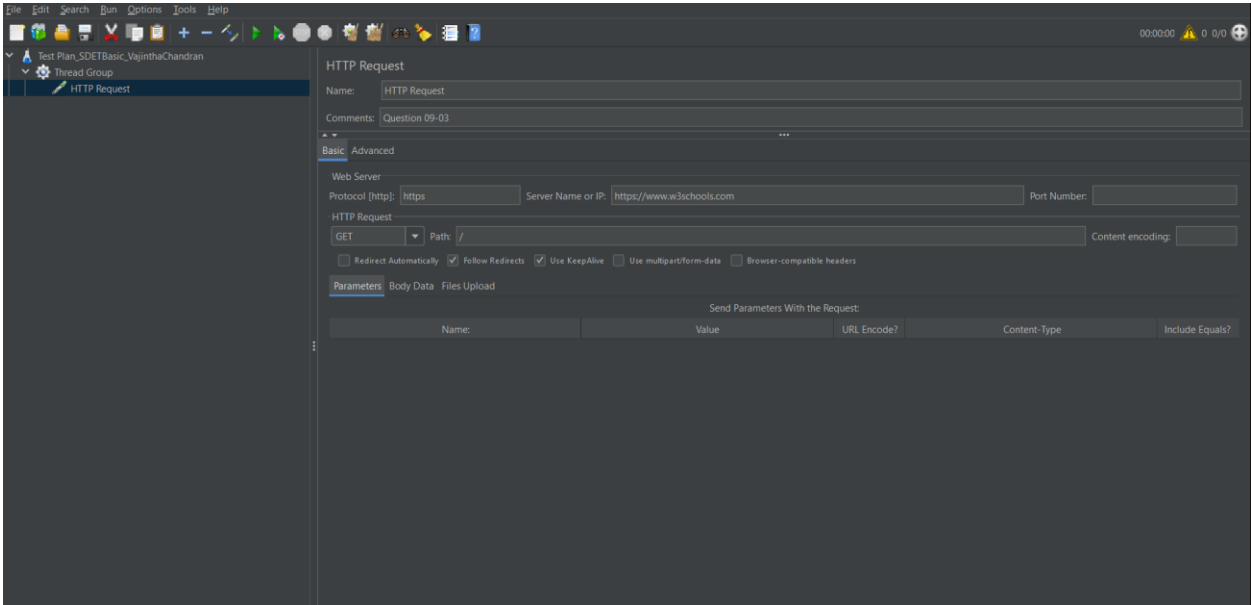 File Edit Search Run Options Tools Help
00:00:00 0 0/0
Test Plan_SDETBasic_VajinthaChandran
Thread Group
HTTP Request
HTTP Request
Name: HTTP Request
Comments: Question 09-03
Basic Advanced
Web Server
Protocol [http]: https Server Name or IP: https://www.w3schools.com Port Number:
HTTP Request
GET Path: / Content encoding:
Redirect Automatically Follow Redirects Use KeepAlive Use multipart/form-data Browser-compatible headers
Parameters Body Data Files Upload
Send Parameters With the Request:
Name: Value URL Encode? Content-Type Include Equals?